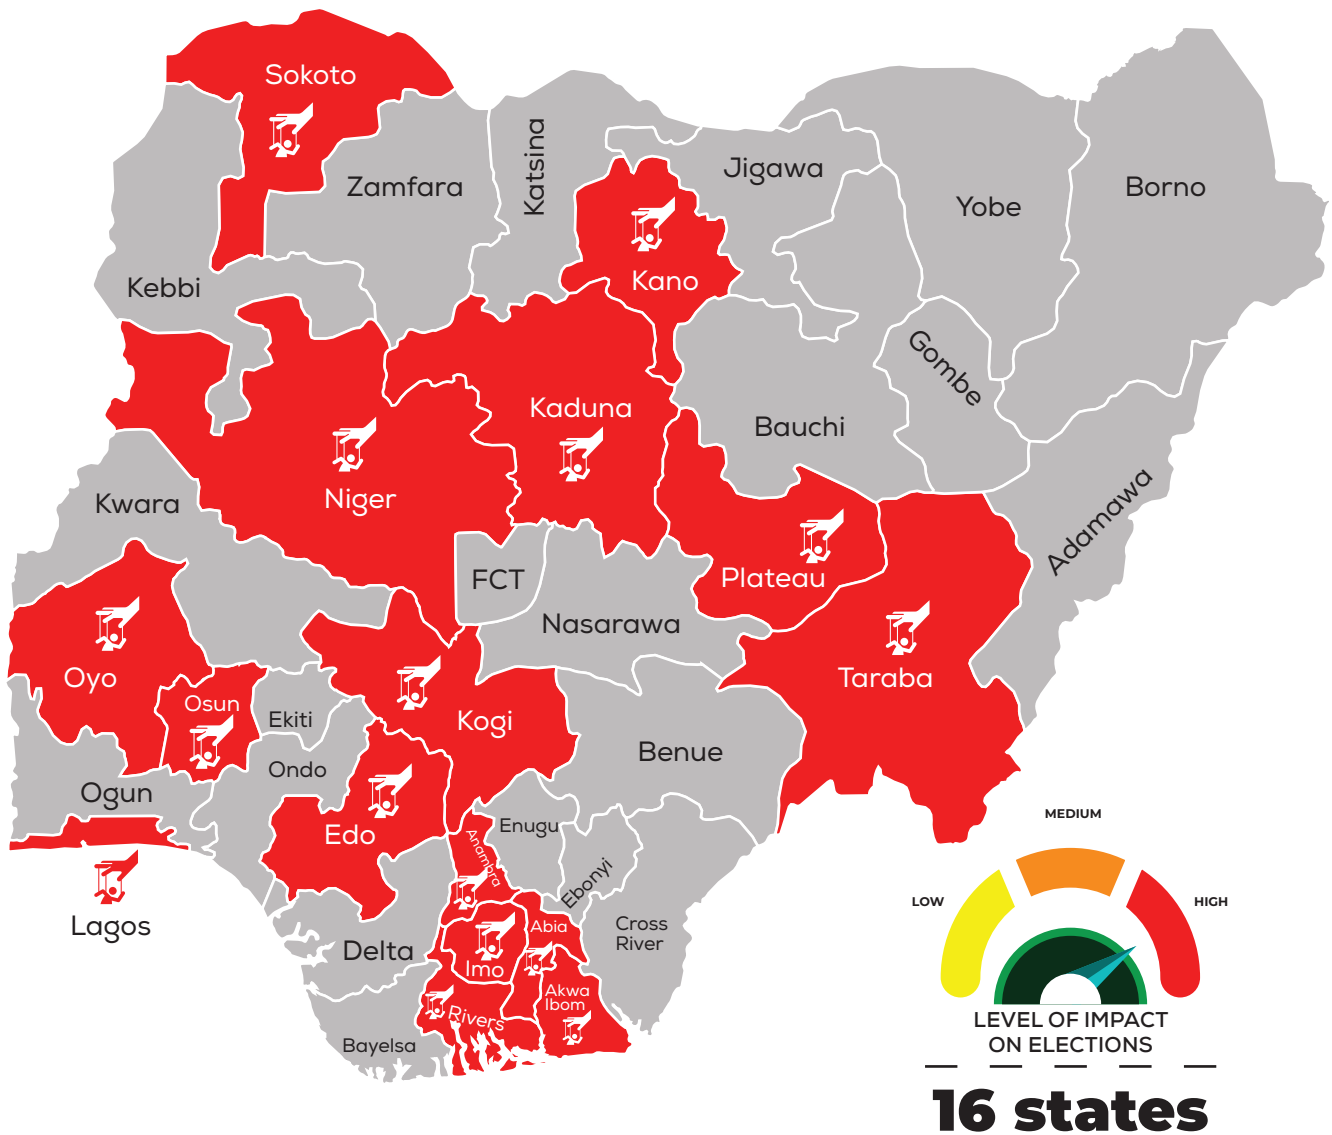 Sokoto
Zamfara
Katsina
Jigawa
Yobe
Borno
Kebbi
Kano
Gombe
Kaduna
Bauchi
Niger
Kwara
Adamawa
FCT
Plateau
Nasarawa
Oyo
Taraba
Osun
Ekiti
Kogi
Benue
Ondo
Ogun
Edo
Enugu
Anambra
Ebonyi
Lagos
Delta
Abia
Cross
River
Imo
Akwa
Ibom
Rivers
Bayelsa
MEDIUM
LOW
HIGH
LEVEL OF IMPACT
ON ELECTIONS
16 states